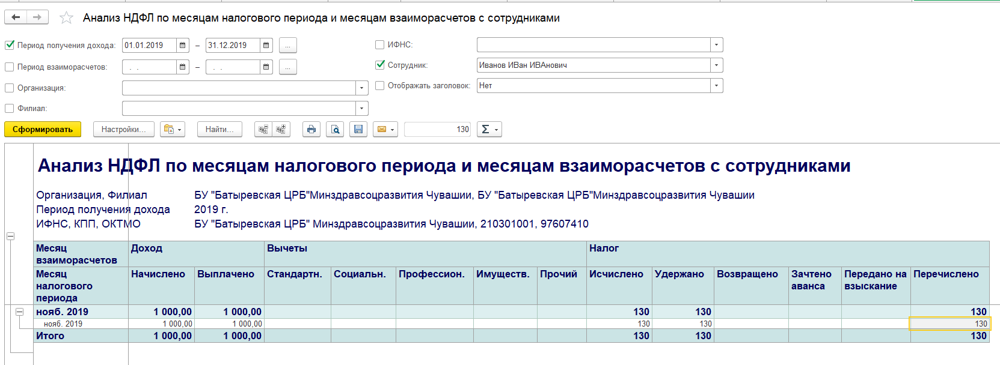 Анализ НДФЛ по месяцам налогового периода и месяцам взаиморасчетов с сотрудниками
Период получения дохода: 01.01.2019 – 31.12.2019 ... ИФНС:
Период взаиморасчетов: . . – . . ... Сотрудник: Иванов ИВан ИВАнович
Организация: Отображать заголовок: Нет
Филиал:
Сформировать Настройки... Найти... 130 Σ
Анализ НДФЛ по месяцам налогового периода и месяцам взаиморасчетов с сотрудниками
Организация, Филиал БУ "Батыревская ЦРБ"Минздравсоцразвития Чувашии, БУ "Батыревская ЦРБ"Минздравсоцразвития Чувашии
Период получения дохода 2019 г.
ИФНС, КПП, ОКТМО БУ "Батыревская ЦРБ" Минздравсоцразвития Чувашии, 210301001, 97607410
Месяц взаиморасчетов Доход Вычеты Налог
Месяц налогового периода Начислено Выплачено Стандартн. Социальн. Профессион. Имуществ. Прочий Исчислено Удержано Возвращено Зачтено аванса Передано на взыскание Перечислено
нояб. 2019 1 000,00 1 000,00 130 130 130
нояб. 2019 1 000,00 1 000,00 130 130 130
Итого 1 000,00 1 000,00 130 130 130